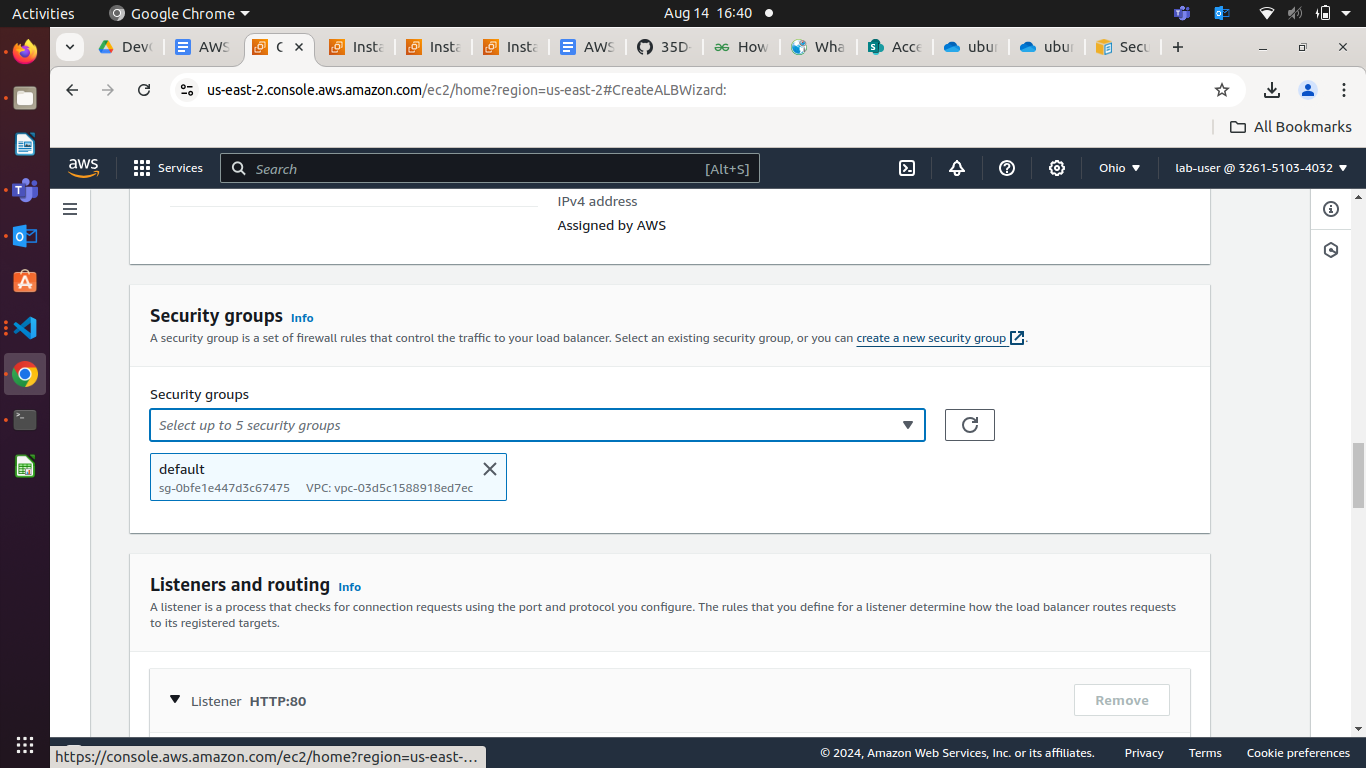 Activities
Google Chrome
Aug 14 16:40
Dev
AWS
C
Insta
Insta
Insta
AWS
35D-
How
Wha
Acce
ubu
ubu
Secu
us-east-2.console.aws.amazon.com/ec2/home?region=us-east-2#CreateALBWizard:
All Bookmarks
aws
Services
Search
[Alt+S]
Ohio
lab-user @ 3261-5103-4032
IPv4 address
Assigned by AWS
Security groups Info
A security group is a set of firewall rules that control the traffic to your load balancer. Select an existing security group, or you can create a new security group .
Security groups
Select up to 5 security groups
default
sg-0bfe1e447d3c67475 VPC: vpc-03d5c1588918ed7ec
Listeners and routing Info
A listener is a process that checks for connection requests using the port and protocol you configure. The rules that you define for a listener determine how the load balancer routes requests
to its registered targets.
Listener HTTP:80
Remove
https://console.aws.amazon.com/ec2/home?region=us-east-...
© 2024, Amazon Web Services, Inc. or its affiliates.
Privacy
Terms
Cookie preferences